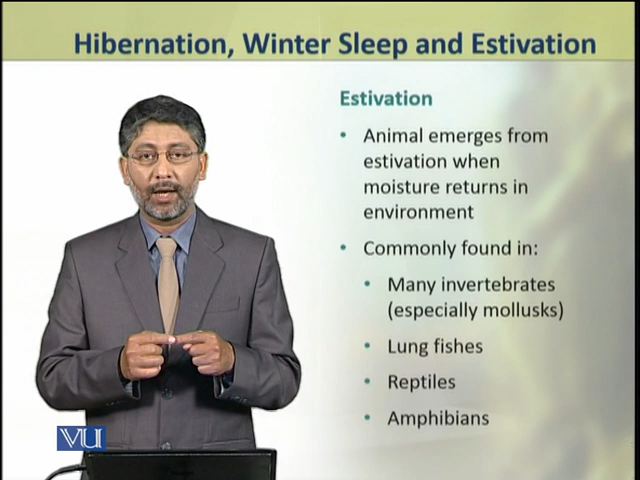 Hibernation, Winter Sleep and Estivation
Estivation
• Animal emerges from
estivation when
moisture returns in
environment
• Commonly found in:
• Many invertebrates
(especially mollusks)
• Lung fishes
• Reptiles
• Amphibians
VU